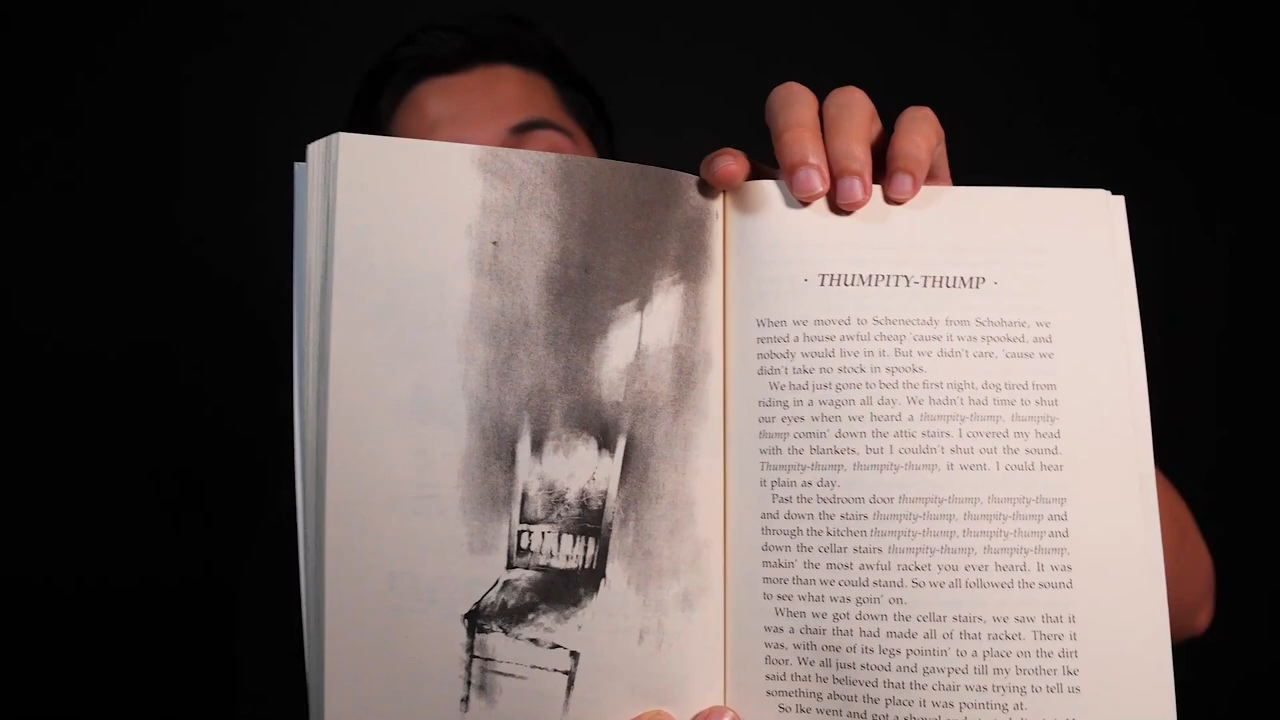 · THUMPITY-THUMP ·
When we moved to Schenectady from Schoharie, we
rented a house awful cheap 'cause it was spooked, and
nobody would live in it. But we didn't care, 'cause we
didn't take no stock in spooks.
We had just gone to bed the first night, dog tired from
riding in a wagon all day. We hadn't had time to shut
our eyes when we heard a thumpity-thump, thumpity-
thump comin' down the attic stairs. I covered my head
with the blankets, but I couldn't shut out the sound.
Thumpity-thump, thumpity-thump, it went. I could hear
it plain as day.
Past the bedroom door thumpity-thump, thumpity-thump
and down the stairs thumpity-thump, thumpity-thump and
through the kitchen thumpity-thump, thumpity-thump and
down the cellar stairs thumpity-thump, thumpity-thump,
makin' the most awful racket you ever heard. It was
more than we could stand. So we all followed the sound
to see what was goin' on.
When we got down the cellar stairs, we saw that it
was a chair that had made all of that racket. There it
was, with one of its legs pointin' to a place on the dirt
floor. We all just stood and gawped till my brother Ike
said that he believed that the chair was trying to tell us
something about the place it was pointing at.
So Ike went and got a shovel and